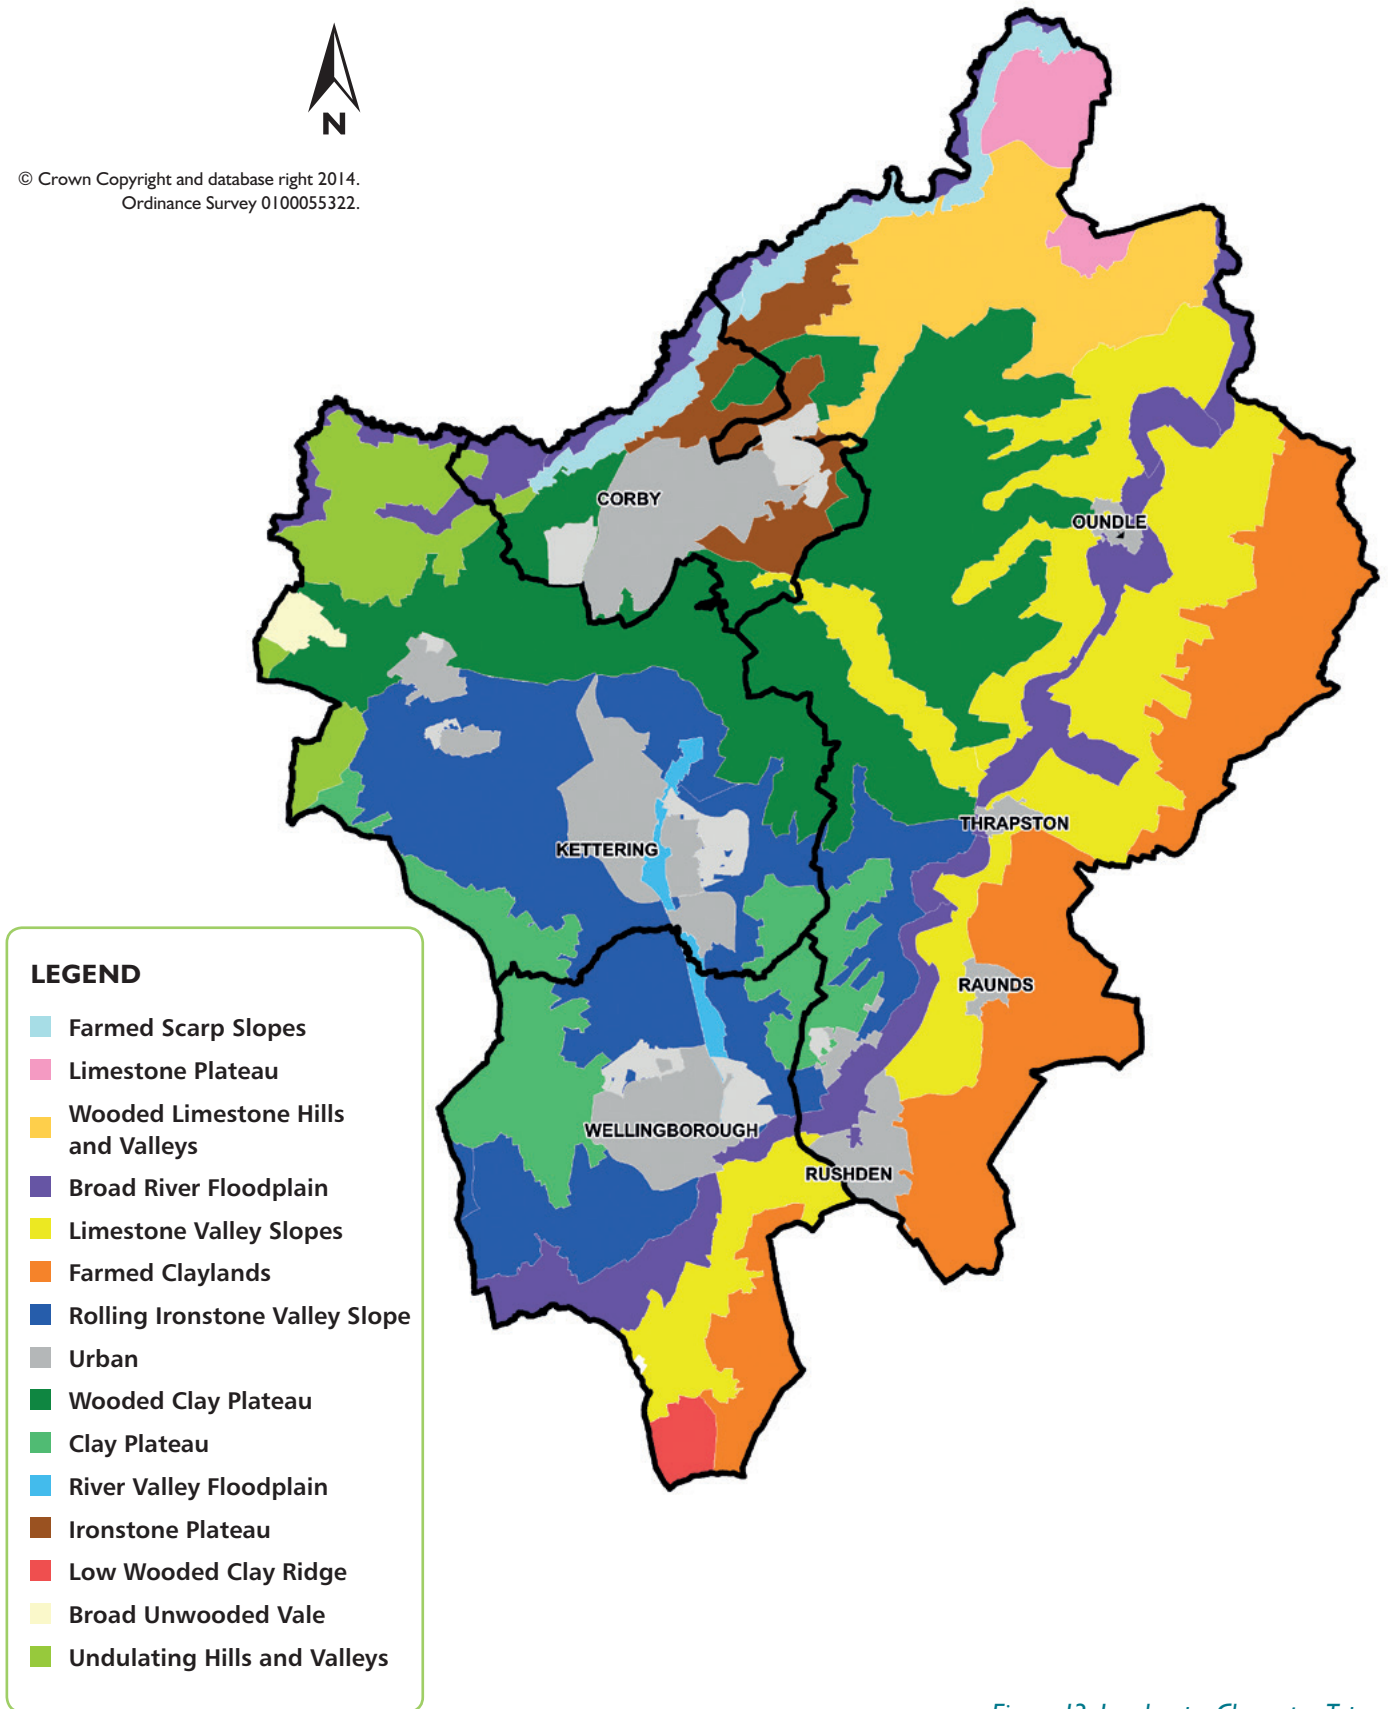 N
© Crown Copyright and database right 2014.
Ordinance Survey 0100055322.
CORBY
OUNDLE
THRAPSTON
KETTERING
RAUNDS
WELLINGBOROUGH
RUSHDEN
LEGEND
Farmed Scarp Slopes
Limestone Plateau
Wooded Limestone Hills
and Valleys
Broad River Floodplain
Limestone Valley Slopes
Farmed Claylands
Rolling Ironstone Valley Slope
Urban
Wooded Clay Plateau
Clay Plateau
River Valley Floodplain
Ironstone Plateau
Low Wooded Clay Ridge
Broad Unwooded Vale
Undulating Hills and Valleys